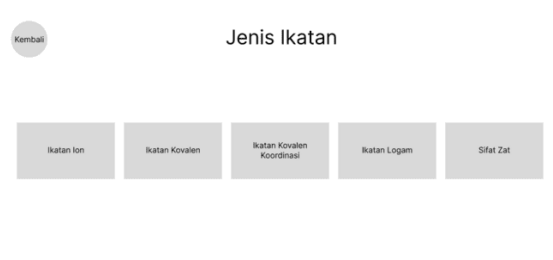 Kembali
Jenis Ikatan
Ikatan Ion
Ikatan Kovalen
Ikatan Kovalen
Koordinasi
Ikatan Logam
Sifat Zat